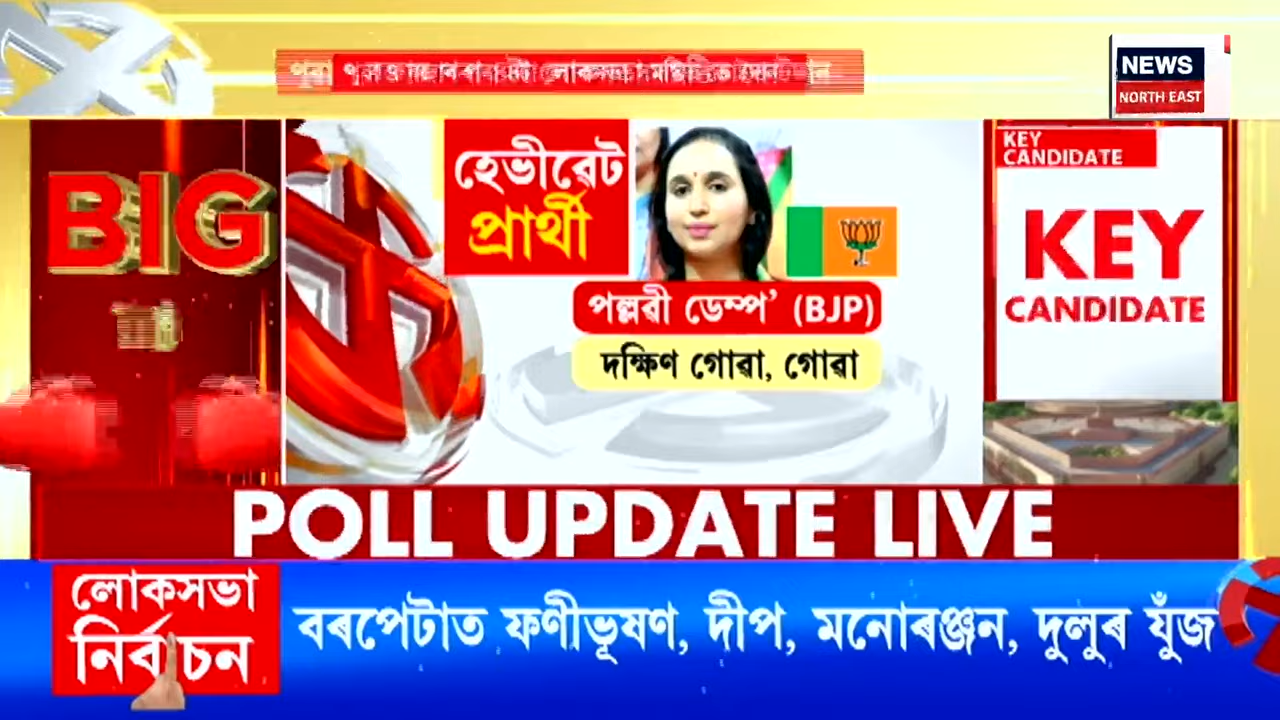 লোকসভা
NEWS
NORTH EAST
BIG
হেভীৱেট
প্ৰাৰ্থী
পল্লৱী ডেম্প’ (BJP)
দক্ষিণ গোৱা, গোৱা
KEY
CANDIDATE
KEY
CANDIDATE
POLL UPDATE LIVE
লোকসভা
নিৰ্বাচন
বৰপেটাত ফণীভূষণ, দীপ, মনোৰঞ্জন, দুলুৰ যুঁজ